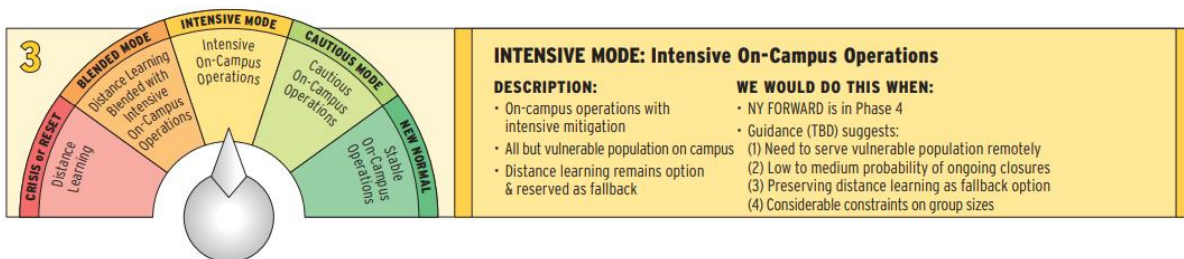 3
CRISIS or RESET
Distance
Learning
BLENDED MODE
Distance Learning
Blended with
Intensive
On-Campus
Operations
INTENSIVE MODE
Intensive
On-Campus
Operations
CAUTIOUS MODE
Cautious
On-Campus
Operations
NEW NORMAL
Stable
On-Campus
Operations
INTENSIVE MODE: Intensive On-Campus Operations
DESCRIPTION:
• On-campus operations with
intensive mitigation
• All but vulnerable population on campus
• Distance learning remains option
& reserved as fallback
WE WOULD DO THIS WHEN:
• NY FORWARD is in Phase 4
• Guidance (TBD) suggests:
(1) Need to serve vulnerable population remotely
(2) Low to medium probability of ongoing closures
(3) Preserving distance learning as fallback option
(4) Considerable constraints on group sizes